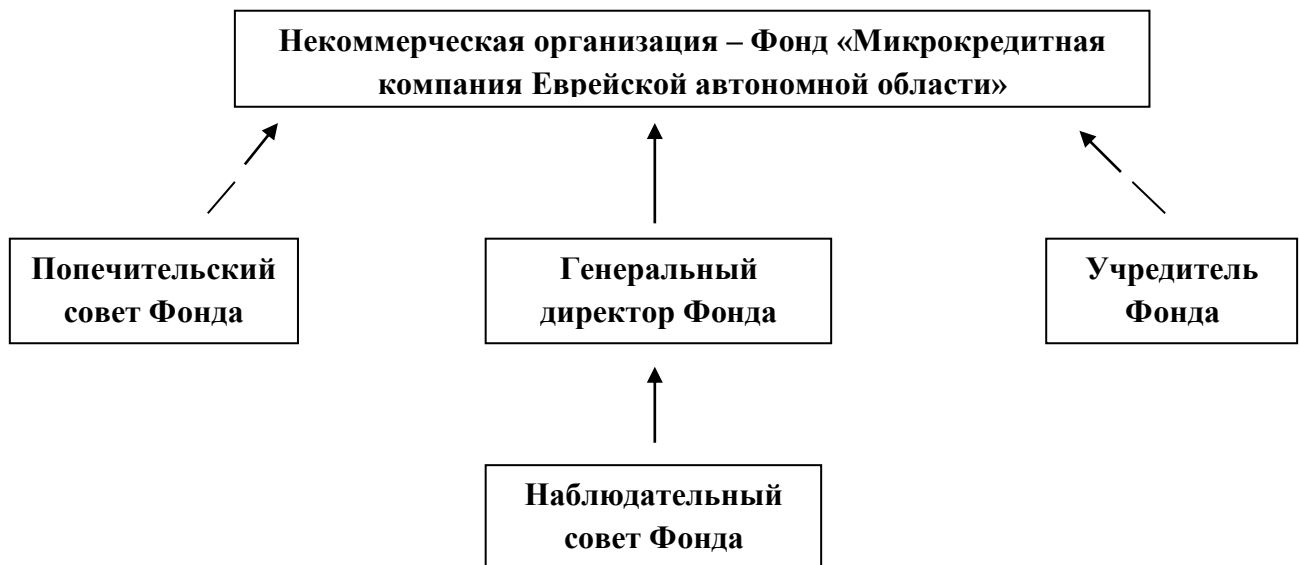 Некоммерческая организация – Фонд «Микрокредитная
компания Еврейской автономной области»
Попечительский
совет Фонда
Генеральный
директор Фонда
Учредитель
Фонда
Наблюдательный
совет Фонда